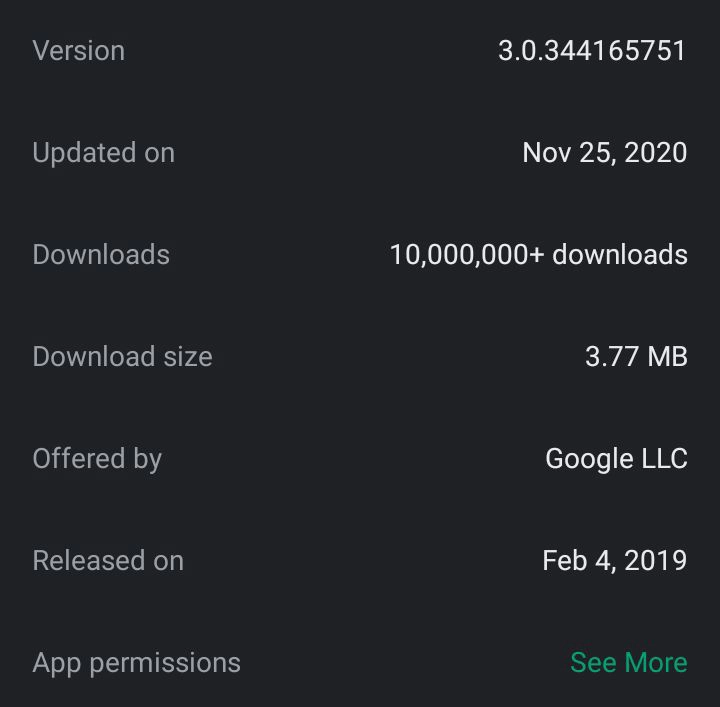 Version 3.0.344165751
Updated on Nov 25, 2020
Downloads 10,000,000+ downloads
Download size 3.77 MB
Offered by Google LLC
Released on Feb 4, 2019
App permissions See More